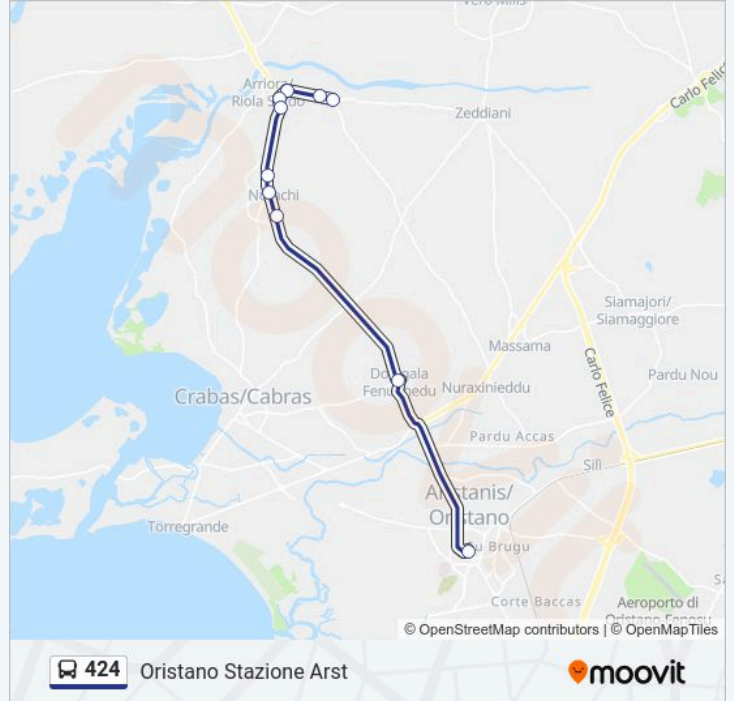 Vero Milis
Arriora/
Riola Sardo
Zeddiani
Carlo Felice
Nurachi
Siamajori/
Siamaggiore
Massama
Donigala
Fenughedu
Nuraxinieddu
Pardu Nou
Carlo Felice
Crabas/Cabras
Pardu Accas
Silì
Aristanis/
Oristano
Torregrande
Su Brugu
Corte Baccas
Aeroporto di
Oristano-Fenosu
© OpenStreetMap contributors | © OpenMapTiles
424 Oristano Stazione Arst
moovit